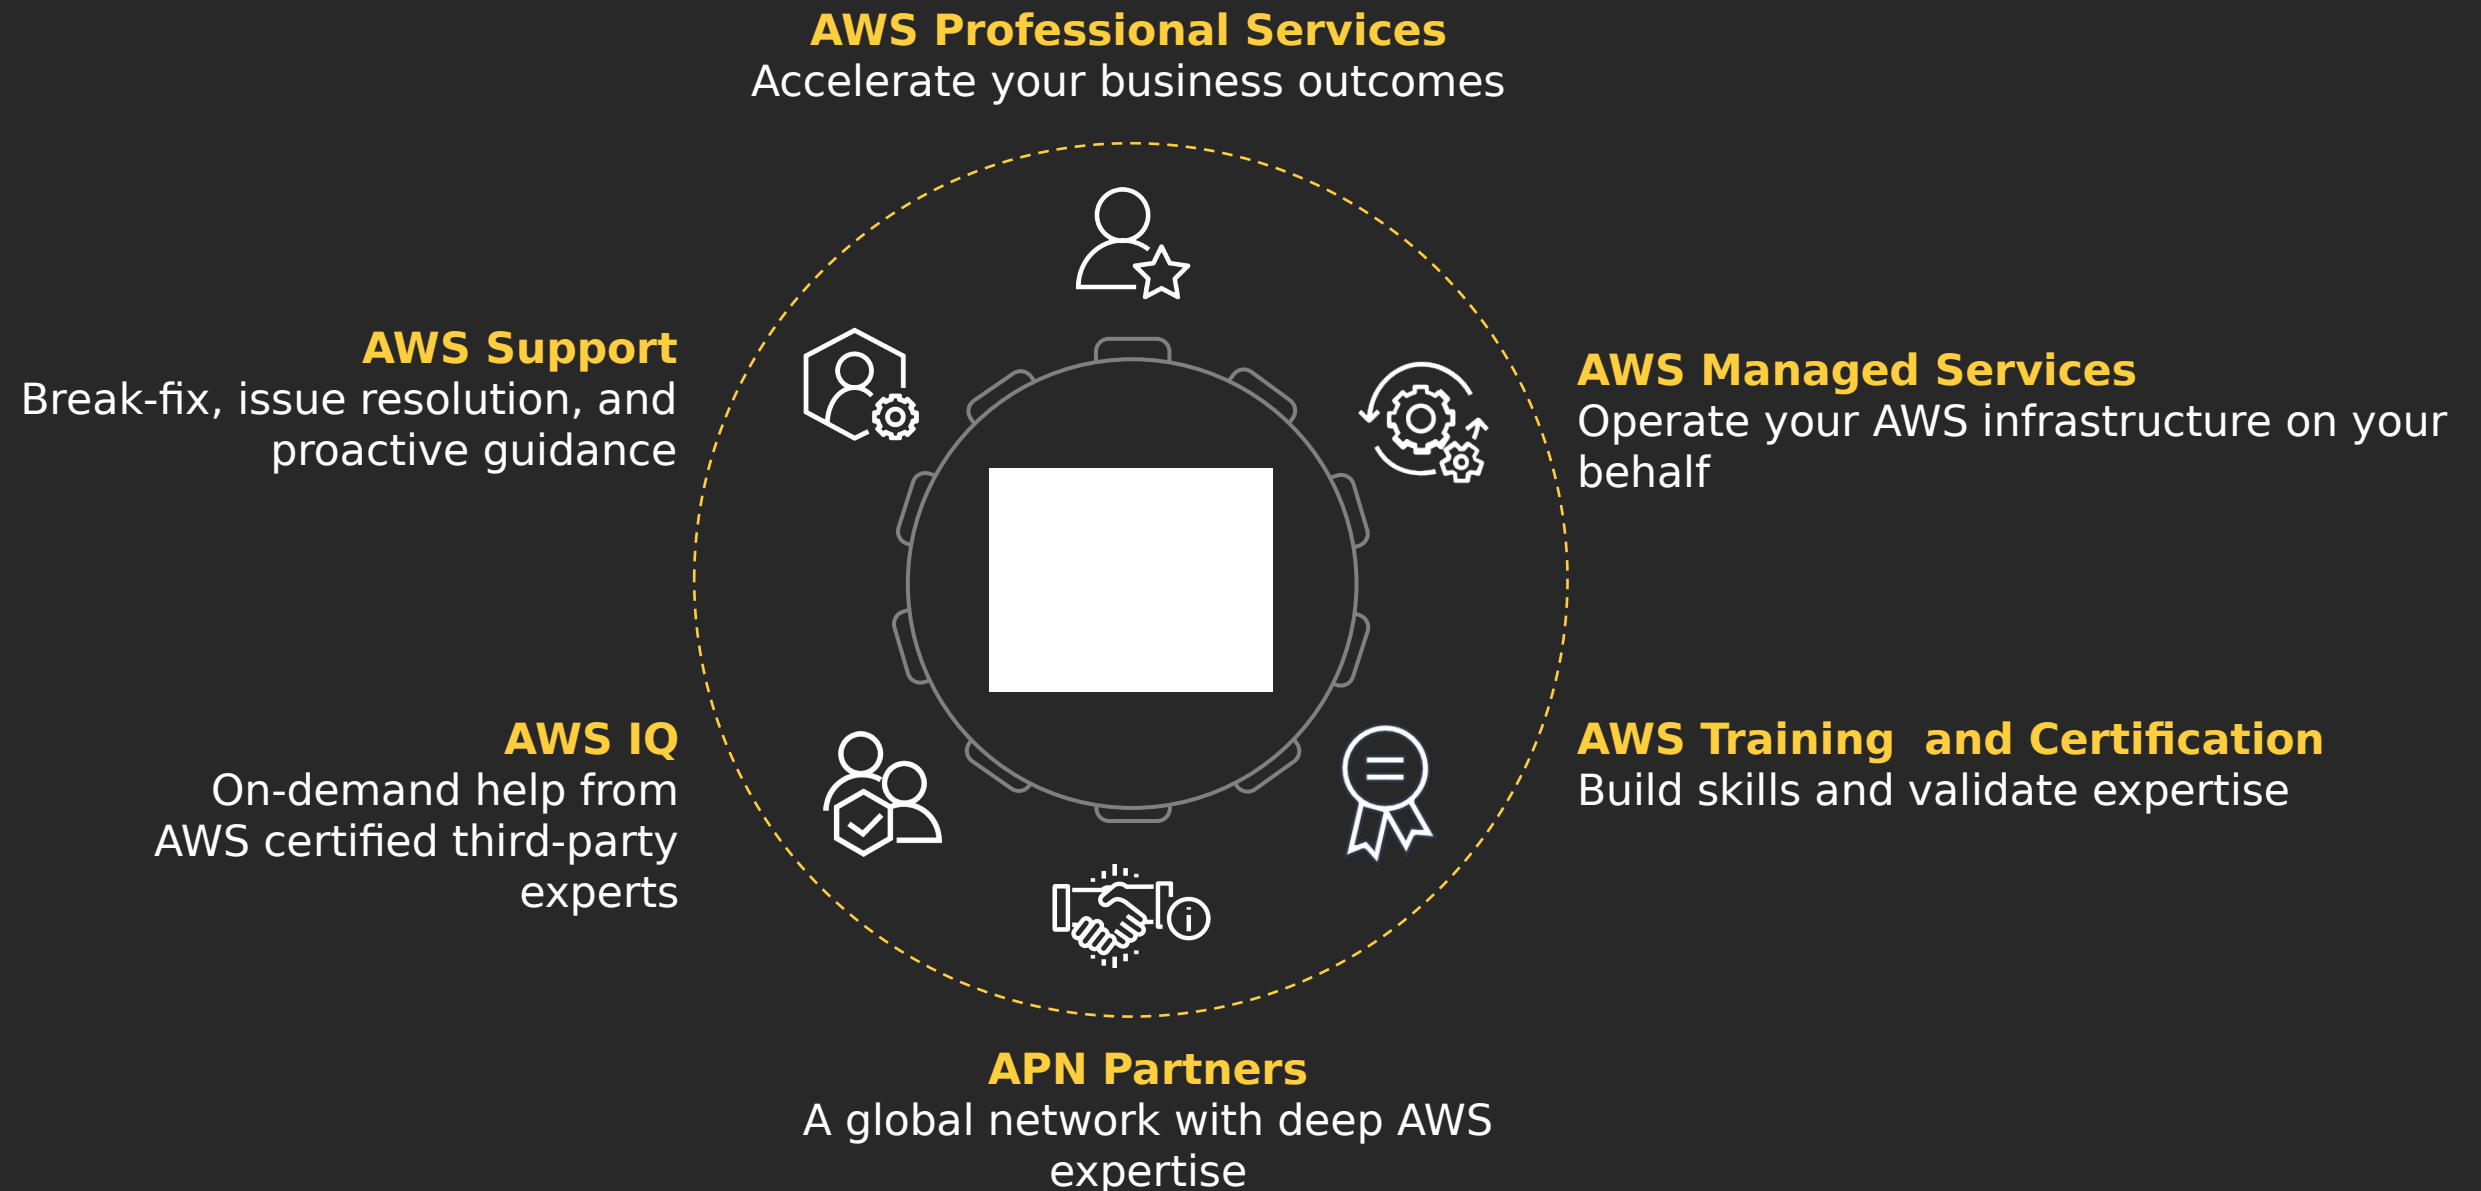 AWS Professional Services
Accelerate your business outcomes
AWS Support
Break-fix, issue resolution, and
proactive guidance
AWS Managed Services
Operate your AWS infrastructure on your
behalf
AWS IQ
On-demand help from
AWS certified third-party
experts
AWS Training  and Certification
Build skills and validate expertise
i
APN Partners
A global network with deep AWS
expertise